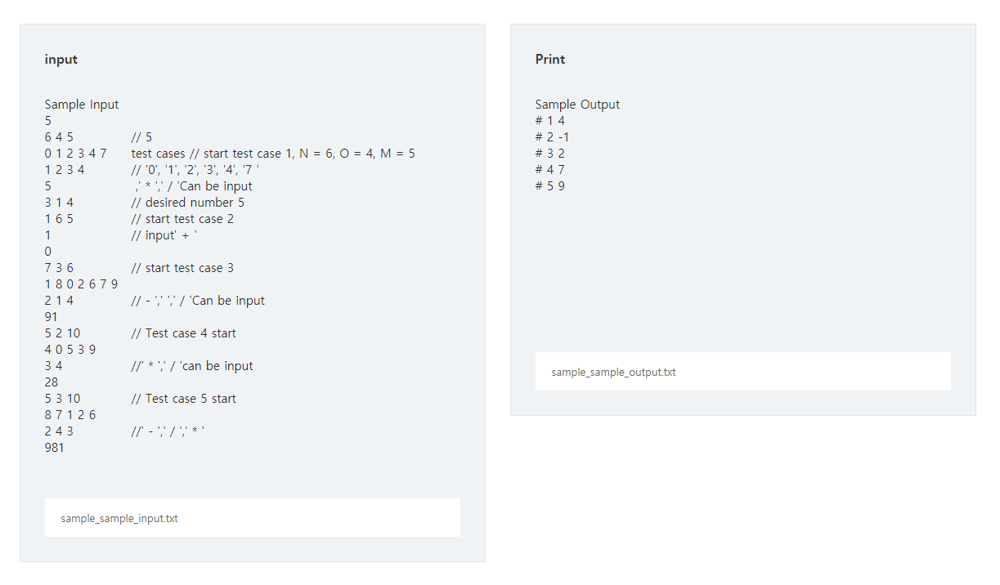 input
Sample Input
5
6 4 5 // 5
0 1 2 3 4 7 test cases // start test case 1, N = 6, O = 4, M = 5
1 2 3 4 // '0', '1', '2', '3', '4', '7 '
5 ,' * ',' / 'Can be input
3 1 4 // desired number 5
1 6 5 // start test case 2
1 // input' + '
0
7 3 6 // start test case 3
1 8 0 2 6 7 9
2 1 4 // - ',' ',' / 'Can be input
91
5 2 10 // Test case 4 start
4 0 5 3 9
3 4 //' * ',' / 'can be input
28
5 3 10 // Test case 5 start
8 7 1 2 6
2 4 3 //' - ',' / ',' * '
981
sample_sample_input.txt
Print
Sample Output
# 1 4
# 2 -1
# 3 2
# 4 7
# 5 9
sample_sample_output.txt